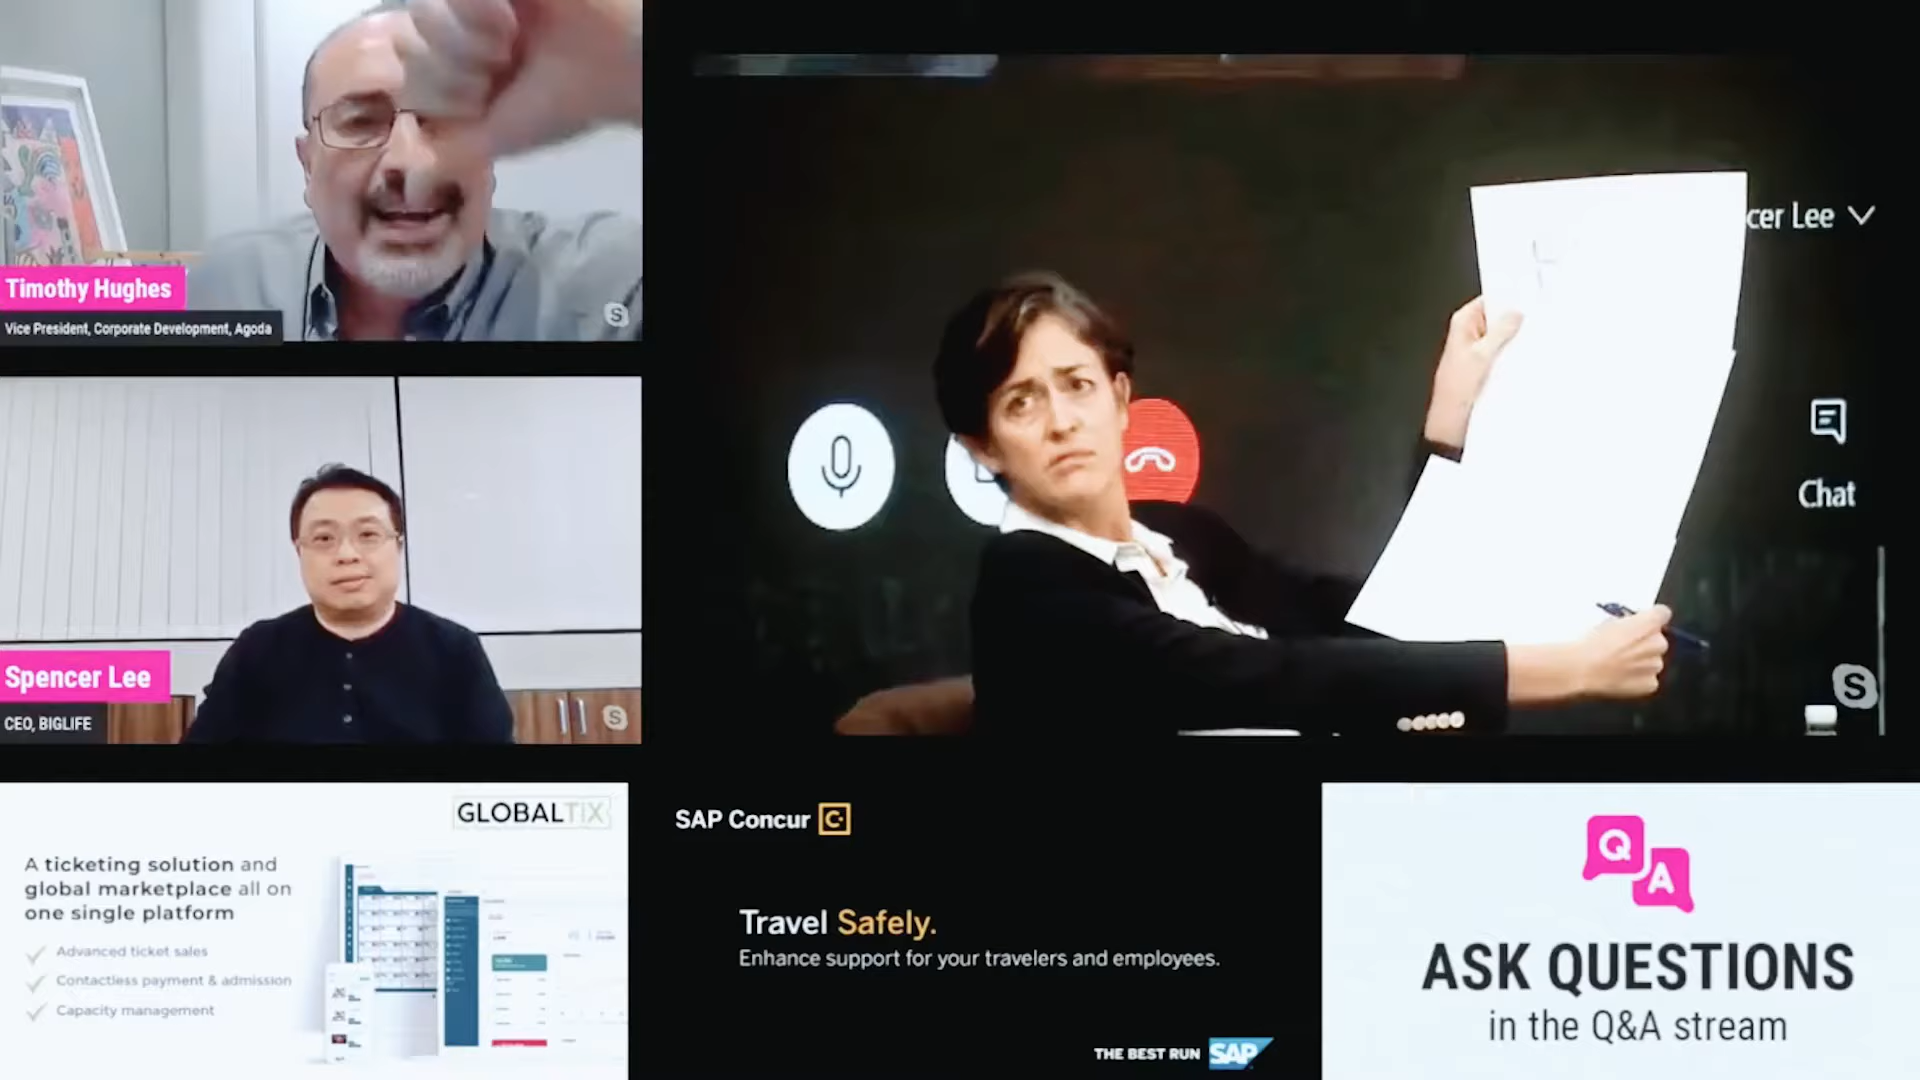 Timothy Hughes
Vice President, Corporate Development, Agoda
Spencer Lee
CEO, BIGLIFE
cer Lee
Chat
S
S
S
GLOBALTIX
A ticketing solution and
global marketplace all on
one single platform
Advanced ticket sales
Contactless payment & admission
Capacity management
SAP Concur C
Travel Safely.
Enhance support for your travelers and employees.
THE BEST RUN SAP
Q A
ASK QUESTIONS
in the Q&A stream